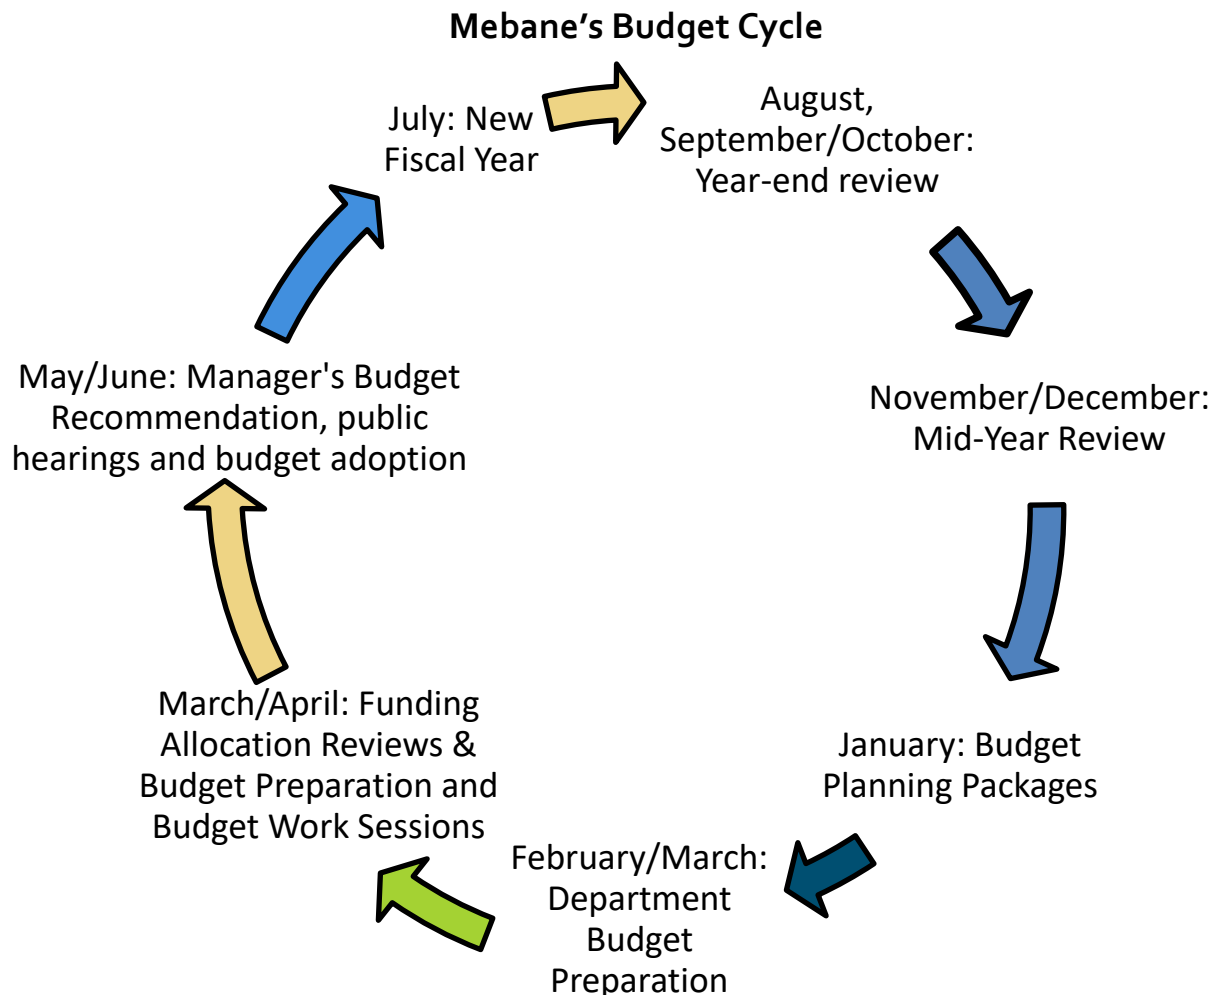 Mebane's Budget Cycle
July: New
Fiscal Year
August,
September/October:
Year-end review
November/December:
Mid-Year Review
January: Budget
Planning Packages
February/March:
Department
Budget
Preparation
March/April: Funding
Allocation Reviews &
Budget Preparation and
Budget Work Sessions
May/June: Manager's Budget
Recommendation, public
hearings and budget adoption